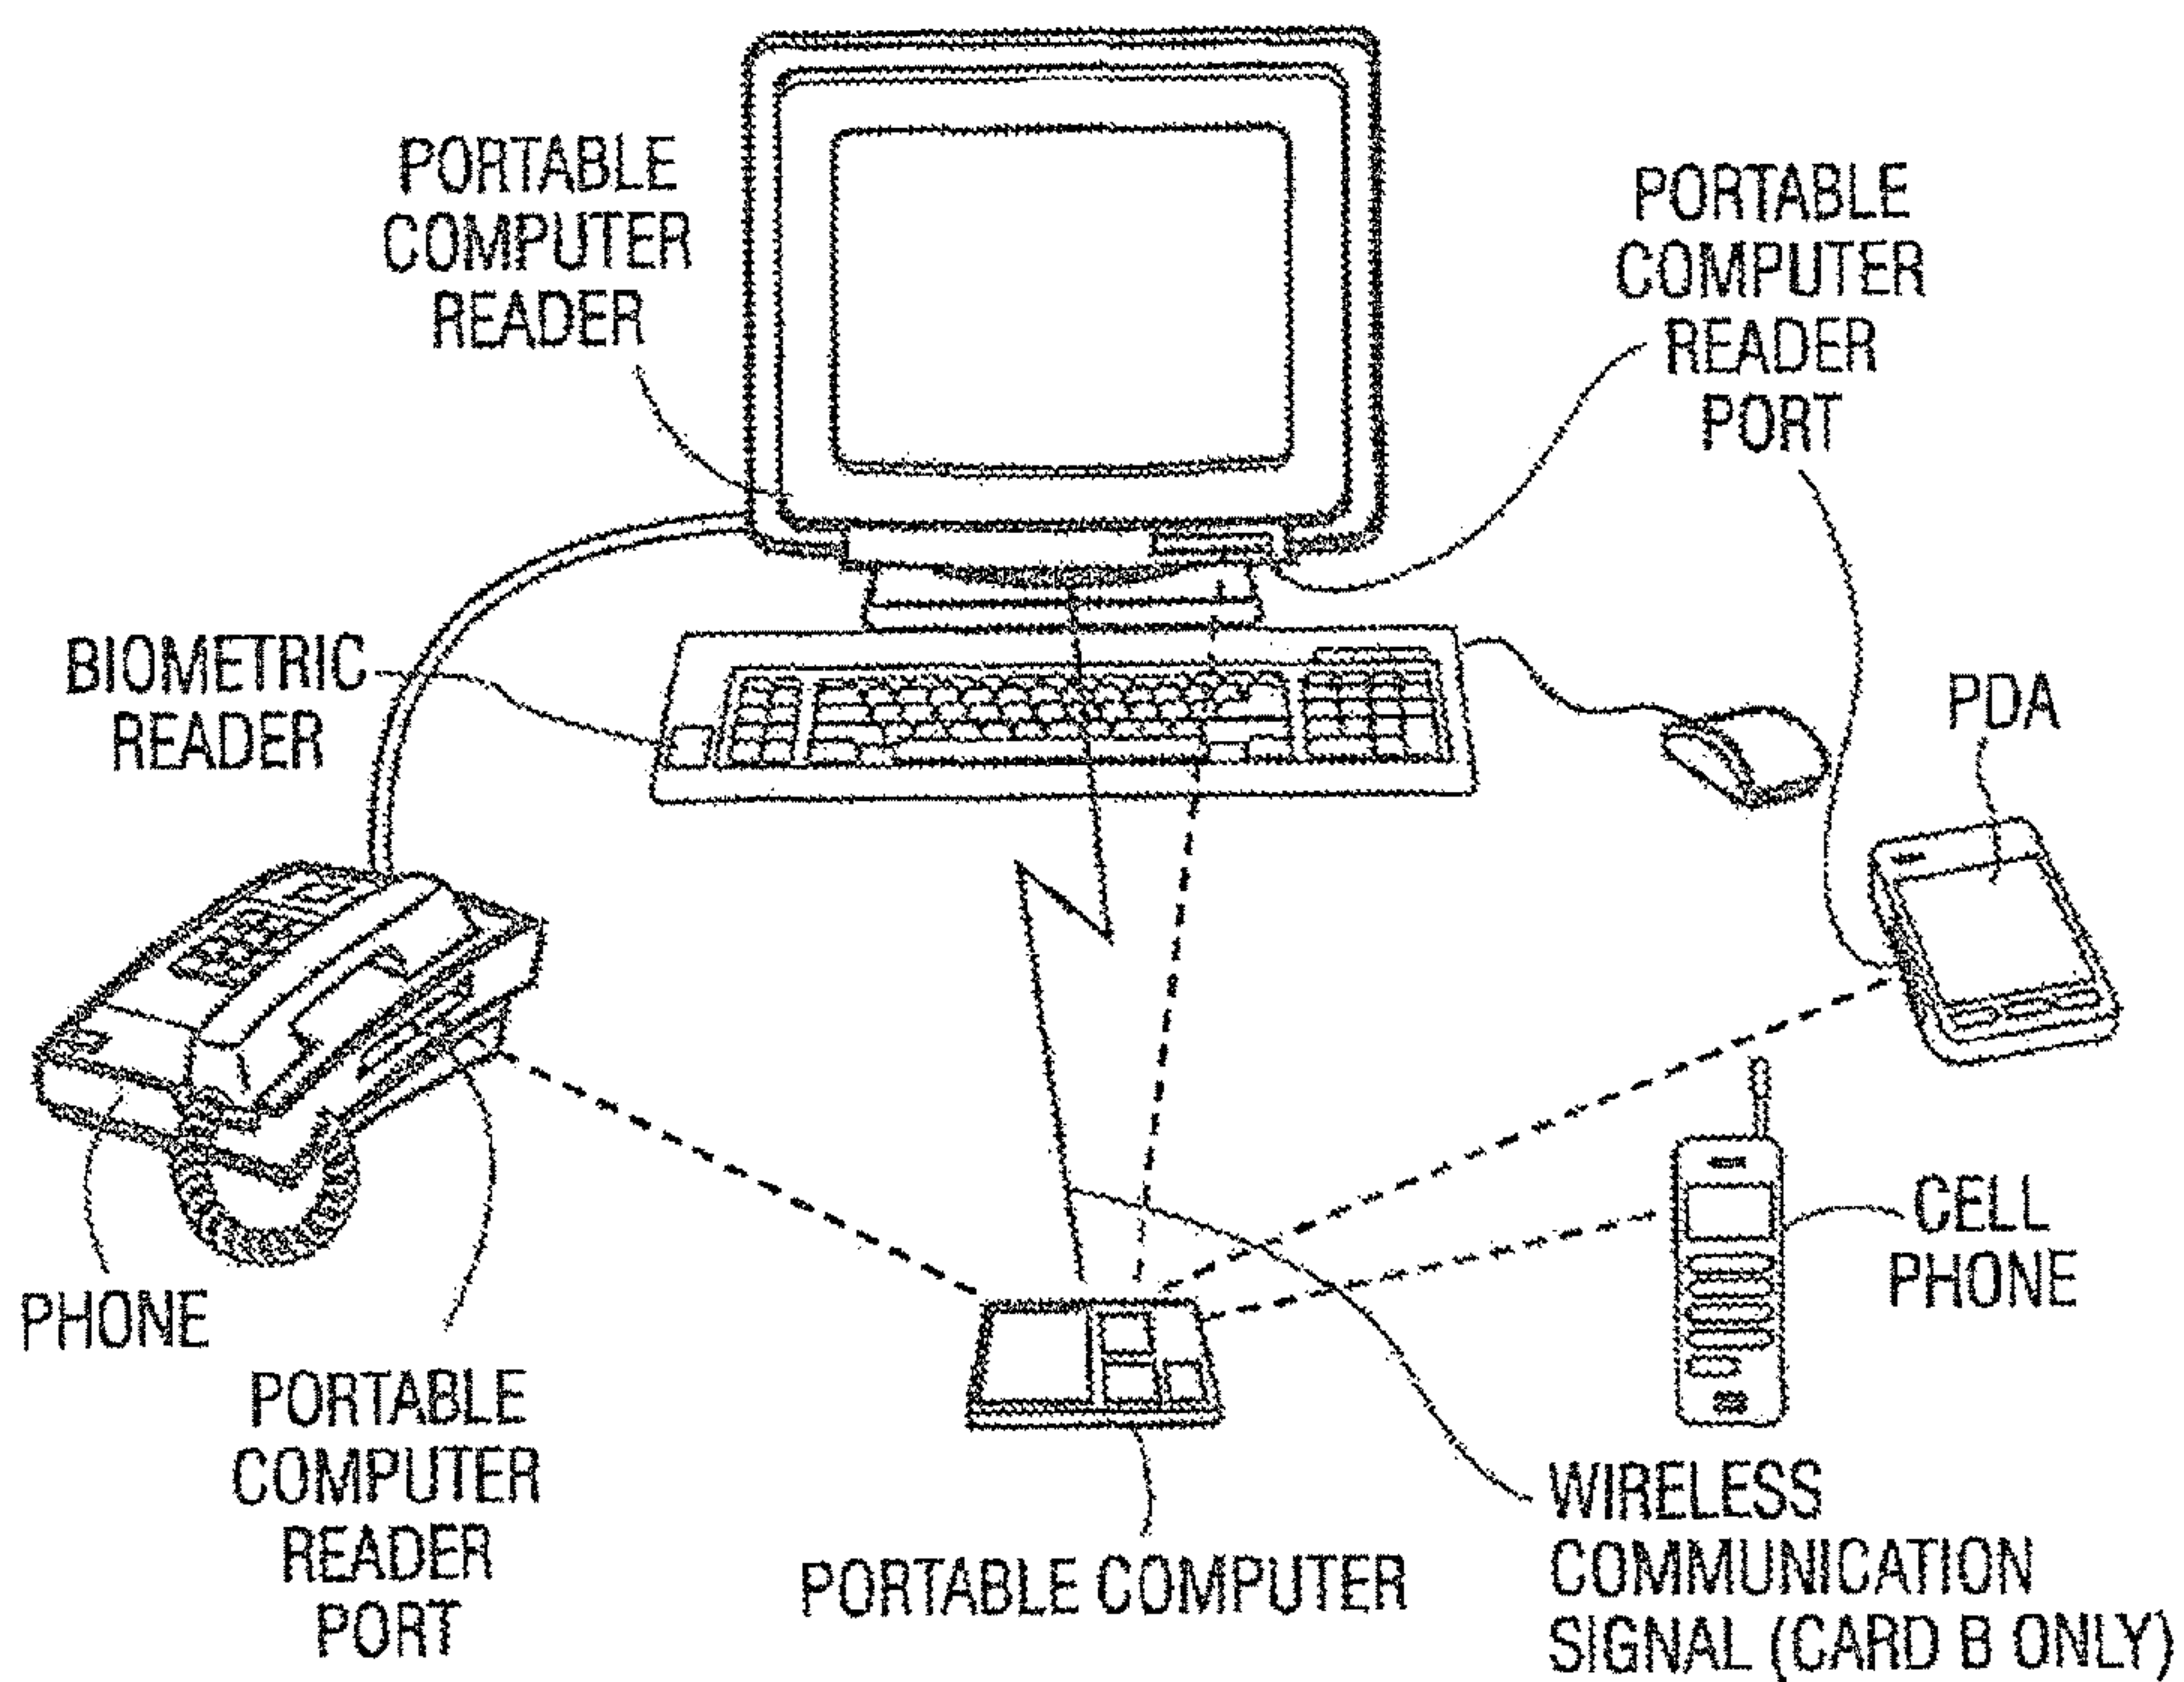 PORTABLE
COMPUTER
READER
PORTABLE
COMPUTER
READER
PORT
BIOMETRIC
READER
PDA
CELL
PHONE
PHONE
PORTABLE
COMPUTER
READER
PORT
PORTABLE COMPUTER
WIRELESS
COMMUNICATION
SIGNAL (CARD B ONLY)